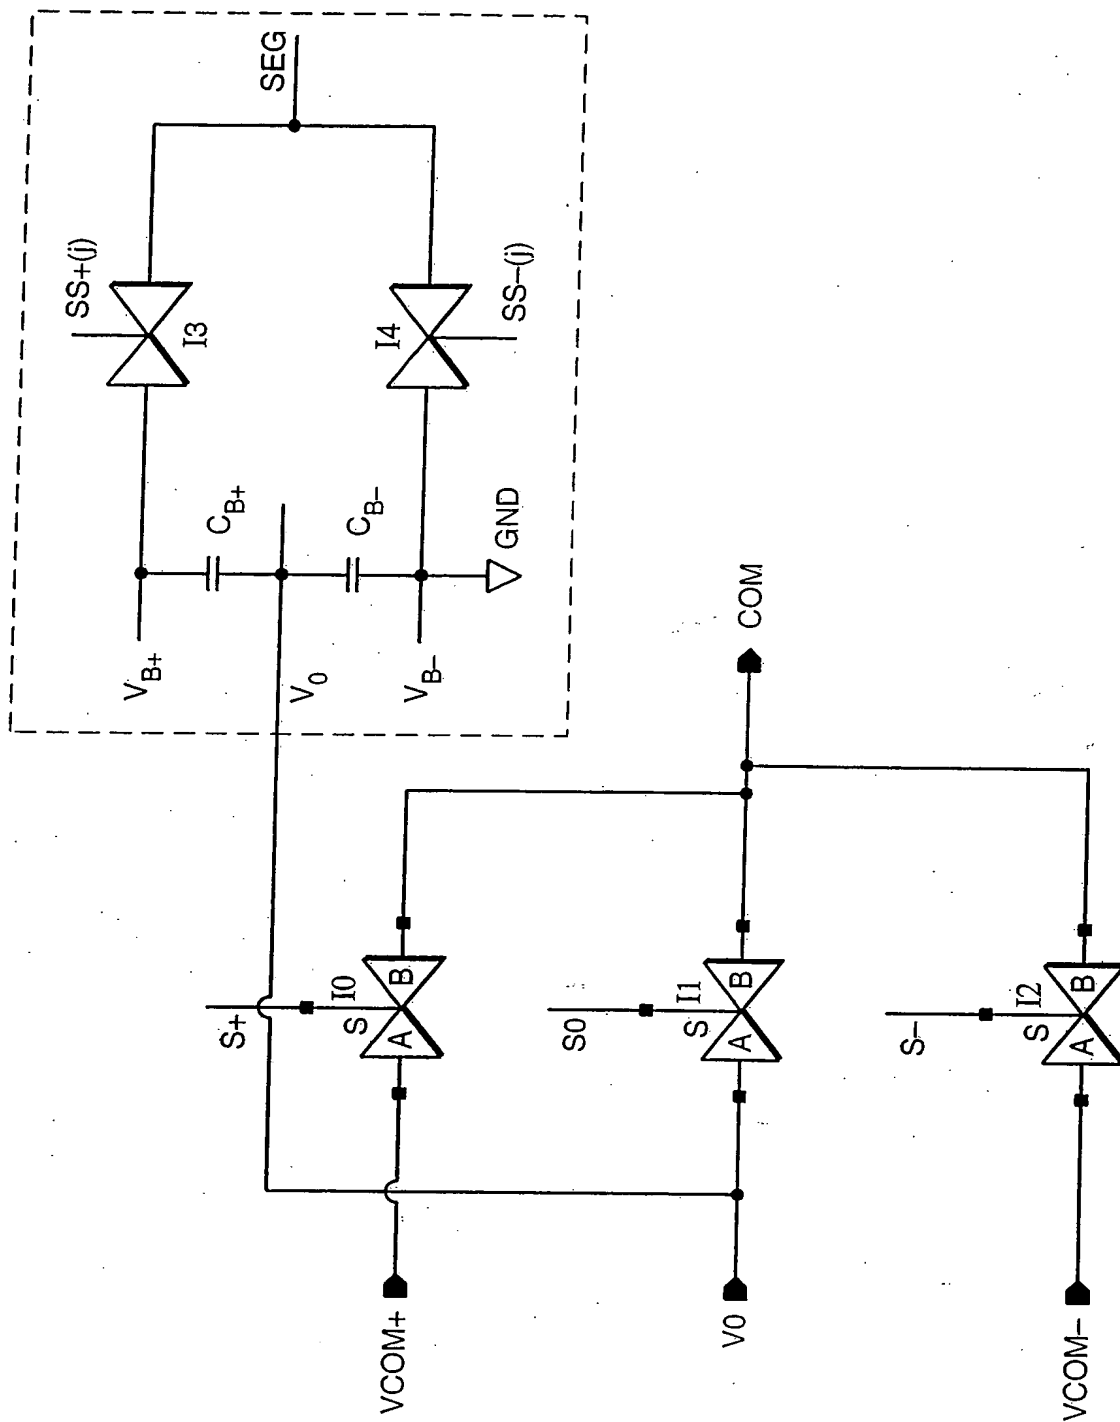 SEG
SS+(j)
I3
I4
SS−(j)
C_B+
C_B−
GND
V_B+
V_0
V_B−
COM
S+
I0
S
A
B
S0
I1
S
A
B
S−
I2
S
A
B
VCOM+
V0
VCOM−